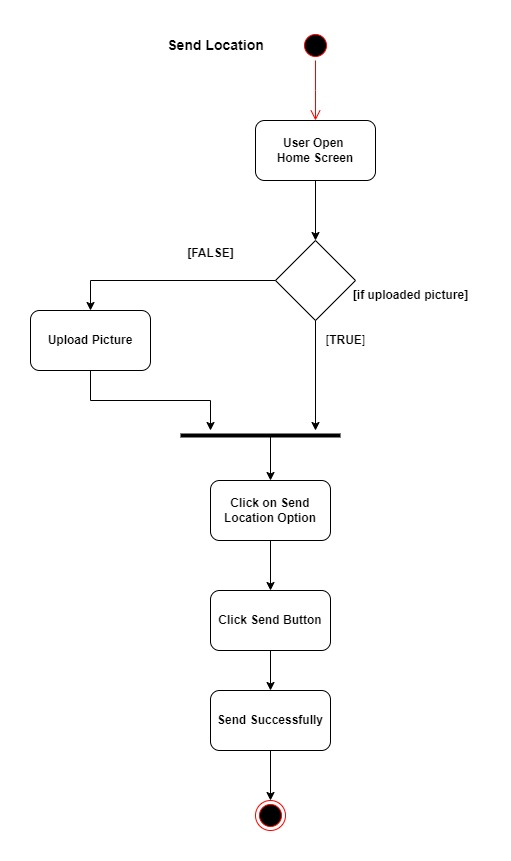 Send Location
User Open
Home Screen
[FALSE]
[if uploaded picture]
Upload Picture
[TRUE]
Click on Send
Location Option
Click Send Button
Send Successfully